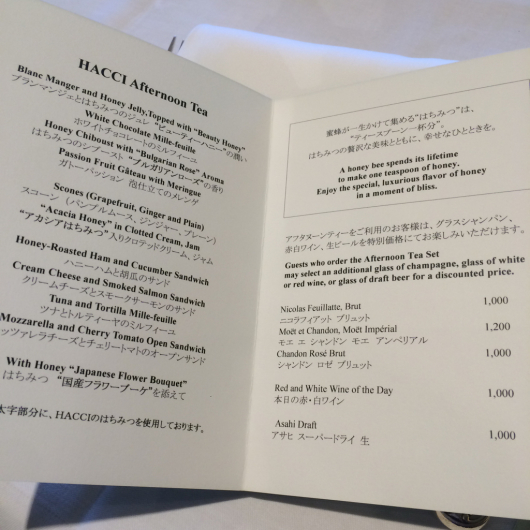 HACCI Afternoon Tea
Blanc Manger and Honey Jelly,Topped with “Beauty Honey”
ブランマンジェとはちみつのジュレ “ビューティーハニー”の装い
White Chocolate Mille-feuille
ホワイトチョコレートのミルフィーユ
Honey Chiboust with “Bulgarian Rose” Aroma
はちみつのシブースト “ブルガリアンローズ”の香り
Passion Fruit Gâteau with Meringue
ガトーパッション 泡仕立てのメレンゲ
Scones (Grapefruit, Ginger and Plain)
スコーン (パンプルムース、ジンジャー、プレーン)
“Acacia Honey” in Clotted Cream, Jam
“アカシアはちみつ”入りクロテッドクリーム、ジャム
Honey-Roasted Ham and Cucumber Sandwich
ハニーハムと胡瓜のサンド
Cream Cheese and Smoked Salmon Sandwich
クリームチーズとスモークサーモンのサンド
Tuna and Tortilla Mille-feuille
ツナとトルティーヤのミルフィーユ
Mozzarella and Cherry Tomato Open Sandwich
ッツァレラチーズとチェリートマトのオープンサンド
With Honey “Japanese Flower Bouquet”
はちみつ “国産フラワーブーケ”を添えて
太字部分に、HACCIのはちみつを使用しております。
蜜蜂が一生かけて集める“はちみつ”は、
“ティースプーン一杯分”。
はちみつの贅沢な美味とともに、幸せなひとときを。
A honey bee spends its lifetime
to make one teaspoon of honey.
Enjoy the special, luxurious flavor of honey
in a moment of bliss.
アフタヌーンティーをご利用のお客様は、グラスシャンパン、
赤白ワイン、生ビールを特別価格にてお楽しみいただけます。
Guests who order the Afternoon Tea Set
may select an additional glass of champagne, glass of white
or red wine, or glass of draft beer for a discounted price.
Nicolas Feuillatte, Brut 1,000
ニコラフィアット ブリュット
Moët et Chandon, Moët Impérial 1,200
モエ エ シャンドン モエ アンペリアル
Chandon Rosé Brut 1,000
シャンドン ロゼ ブリュット
Red and White Wine of the Day 1,000
本日の赤・白ワイン
Asahi Draft 1,000
アサヒ スーパードライ 生